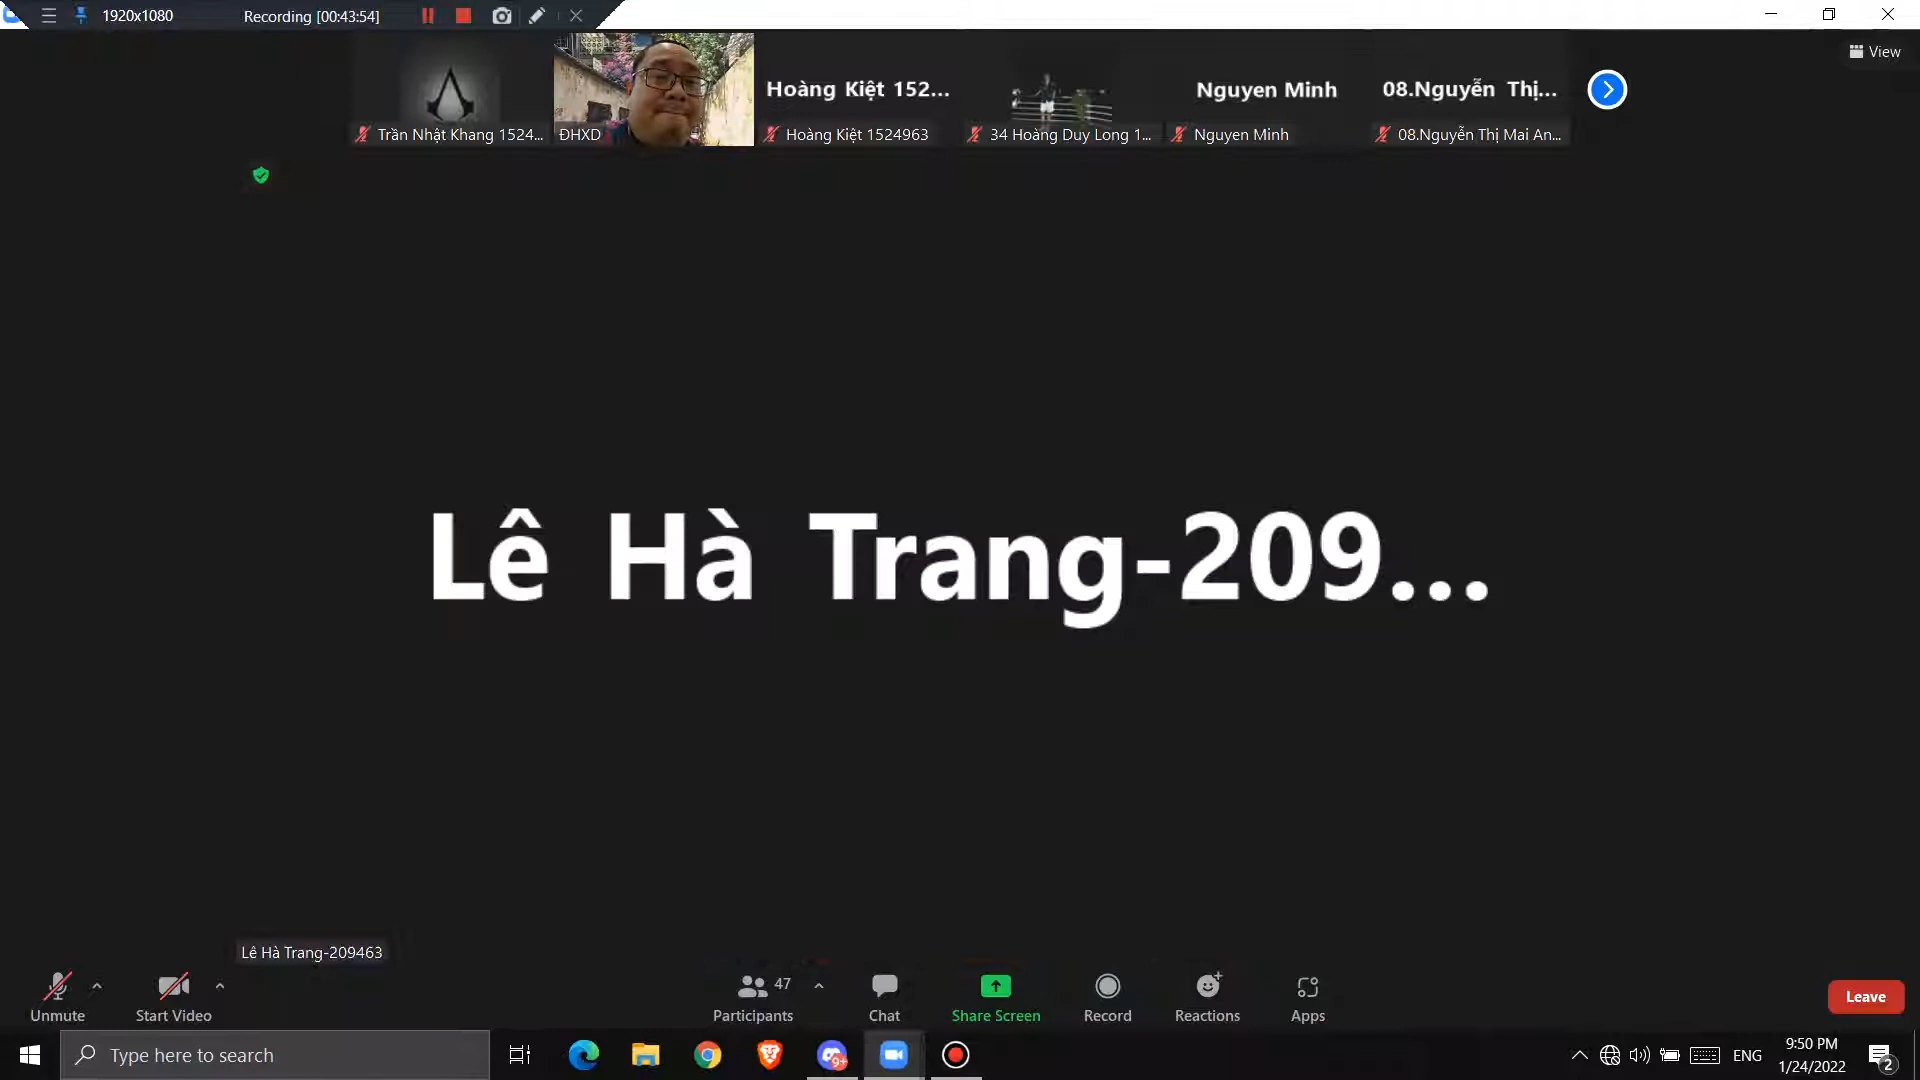 1920x1080
Recording [00:43:54]
View
Hoàng Kiệt 152...
Nguyen Minh
08.Nguyễn Thị...
Trần Nhật Khang 1524...
ĐHXD
Hoàng Kiệt 1524963
34 Hoàng Duy Long 1...
Nguyen Minh
08.Nguyễn Thị Mai An...
Lê Hà Trang-209...
Lê Hà Trang-209463
47
Unmute
Start Video
Participants
Chat
Share Screen
Record
Reactions
Apps
Leave
Type here to search
9+
ENG
9:50 PM
1/24/2022
2